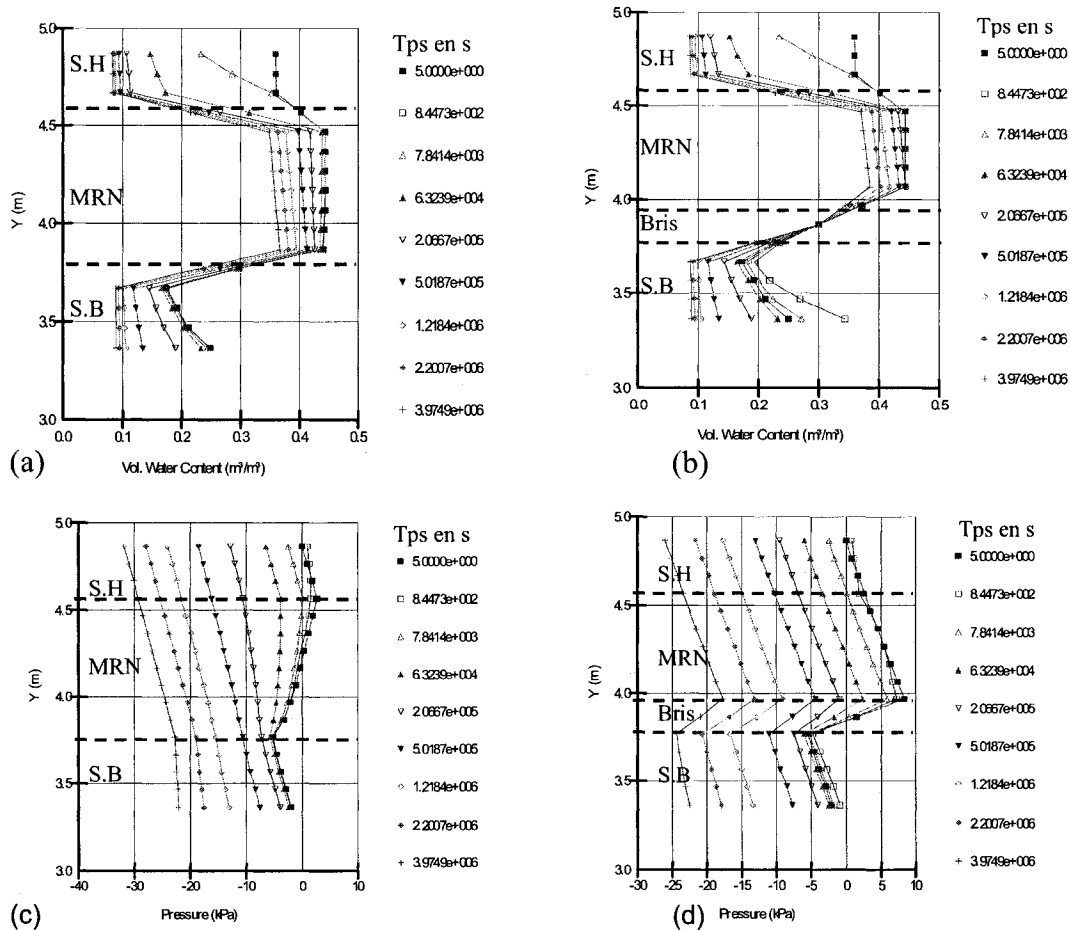 5.0
4.5
4.0
3.5
3.0
Y (m)
S.H
MRN
S.B
0.0 0.1 0.2 0.3 0.4 0.5
Vol. Water Content (m³/m³)
(a)
Tps en s
5.0000e+000
8.4473e+002
7.8414e+003
6.3239e+004
2.0667e+005
5.0187e+005
1.2184e+006
2.2007e+006
3.9749e+006
5.0
4.5
4.0
3.5
3.0
Y (m)
S.H
MRN
Bris
S.B
0.0 0.1 0.2 0.3 0.4 0.5
Vol. Water Content (m³/m³)
(b)
Tps en s
5.0000e+000
8.4473e+002
7.8414e+003
6.3239e+004
2.0667e+005
5.0187e+005
1.2184e+006
2.2007e+006
3.9749e+006
5.0
4.5
4.0
3.5
3.0
Y (m)
S.H
MRN
S.B
-40 -30 -20 -10 0 10
Pressure (kPa)
(c)
Tps en s
5.0000e+000
8.4473e+002
7.8414e+003
6.3239e+004
2.0667e+005
5.0187e+005
1.2184e+006
2.2007e+006
3.9749e+006
5.0
4.5
4.0
3.5
3.0
Y (m)
S.H
MRN
Bris
S.B
-30 -25 -20 -15 -10 -5 0 5 10
Pressure (kPa)
(d)
Tps en s
5.0000e+000
8.4473e+002
7.8414e+003
6.3239e+004
2.0667e+005
5.0187e+005
1.2184e+006
2.2007e+006
3.9749e+006